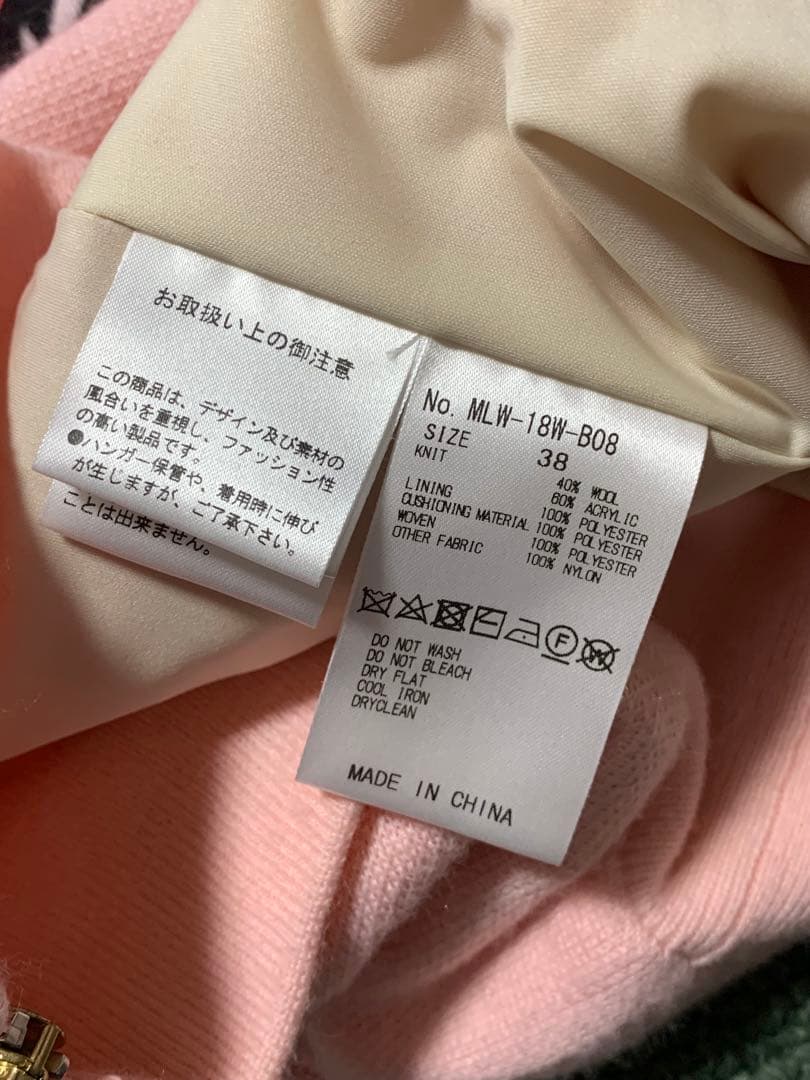 お取扱い上の御注意
この商品は、デザイン及び素材の
風合いを重視し、ファッション性
の高い製品です。
●ハンガー保管や、着用時に伸び
が生じますが、ご了承下さい。
ことは出来ません。
No. MLW-18W-B08
SIZE 38
KNIT 40% WOOL
60% ACRYLIC
LINING 100% POLYESTER
CUSHIONING MATERIAL 100% POLYESTER
WOVEN 100% POLYESTER
OTHER FABRIC 100% NYLON
F W
DO NOT WASH
DO NOT BLEACH
DRY FLAT
COOL IRON
DRYCLEAN
MADE IN CHINA